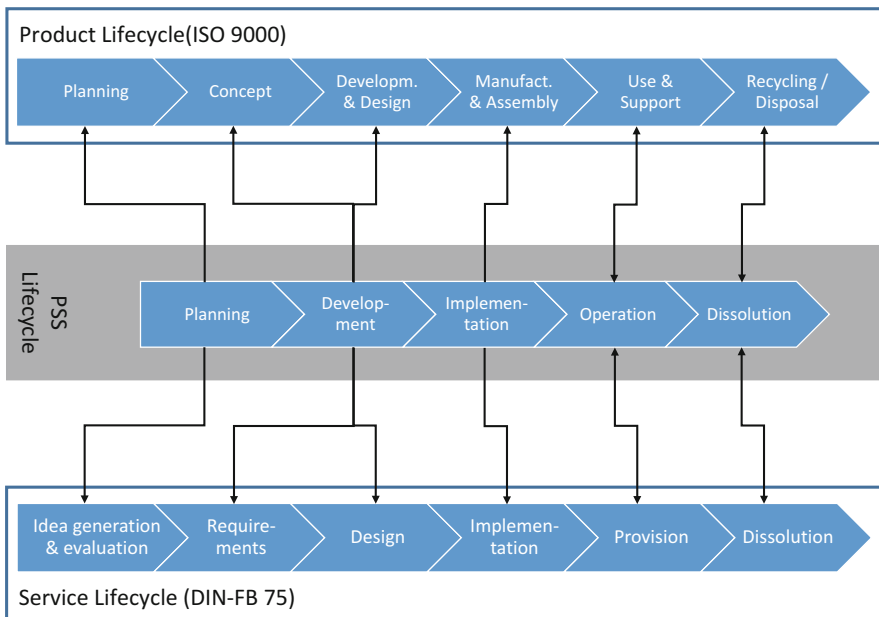 Product Lifecycle(ISO 9000)
Planning
Concept
Developm.
& Design
Manufact.
& Assembly
Use &
Support
Recycling /
Disposal
PSS
Lifecycle
Planning
Develop-
ment
Implemen-
tation
Operation
Dissolution
Idea generation
& evaluation
Require-
ments
Design
Implemen-
tation
Provision
Dissolution
Service Lifecycle (DIN-FB 75)